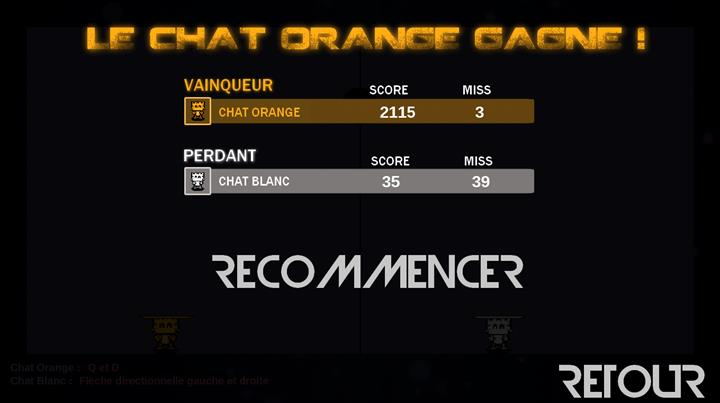 LE CHAT ORANGE GAGNE !
VAINQUEUR SCORE MISS
CHAT ORANGE 2115 3
PERDANT SCORE MISS
CHAT BLANC 35 39
RECOMMENCER
Chat Orange : Q et D
Chat Blanc : Flèche directionnelle gauche et droite
RETOUR